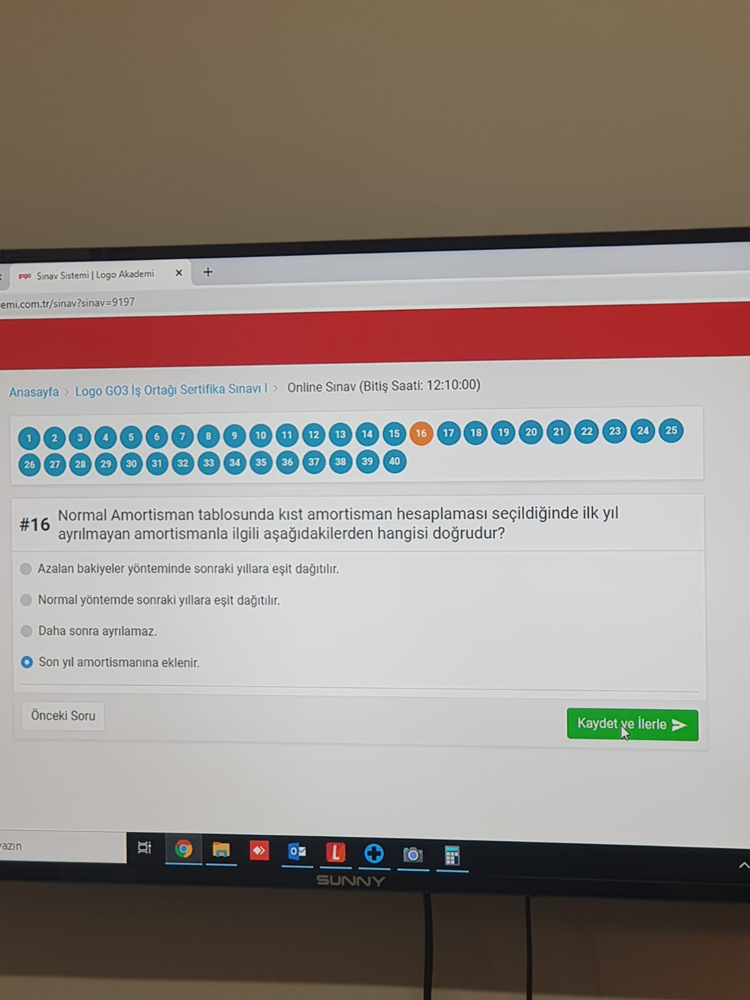 logo Sınav Sistemi | Logo Akademi
emi.com.tr/sinav?sinav=9197
Anasayfa > Logo GO3 İş Ortağı Sertifika Sınavı I > Online Sınav (Bitiş Saati: 12:10:00)
1 2 3 4 5 6 7 8 9 10 11 12 13 14 15 16 17 18 19 20 21 22 23 24 25
26 27 28 29 30 31 32 33 34 35 36 37 38 39 40
#16 Normal Amortisman tablosunda kıst amortisman hesaplaması seçildiğinde ilk yıl
ayrılmayan amortismanla ilgili aşağıdakilerden hangisi doğrudur?
Azalan bakiyeler yönteminde sonraki yıllara eşit dağıtılır.
Normal yöntemde sonraki yıllara eşit dağıtılır.
Daha sonra ayrılamaz.
Son yıl amortismanına eklenir.
Önceki Soru
Kaydet ve İlerle
yazın
SUNNY